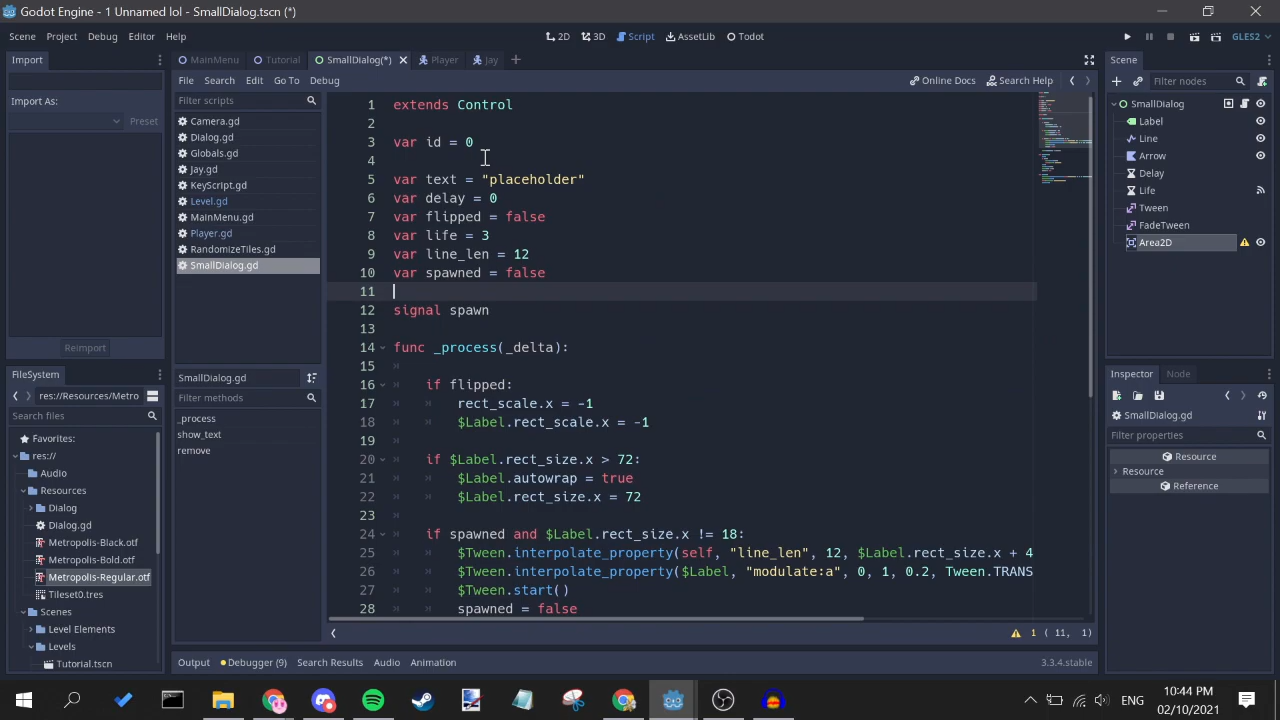 Godot Engine - 1 Unnamed lol - SmallDialog.tscn (*)
Scene Project Debug Editor Help
2D 3D Script AssetLib Todot
GLES2
Import
MainMenu Tutorial SmallDialog(*) Player Jay
Scene
File Search Edit Go To Debug
Online Docs Search Help
Filter nodes
Import As:
Preset
Reimport
Filter scripts
Camera.gd
Dialog.gd
Globals.gd
Jay.gd
KeyScript.gd
Level.gd
MainMenu.gd
Player.gd
RandomizeTiles.gd
SmallDialog.gd
SmallDialog.gd
Filter methods
_process
show_text
remove
1 extends Control
2
3 var id = 0
4
5 var text = "placeholder"
6 var delay = 0
7 var flipped = false
8 var life = 3
9 var line_len = 12
10 var spawned = false
11
12 signal spawn
13
14 func _process(_delta):
15
16 if flipped:
17 rect_scale.x = -1
18 $Label.rect_scale.x = -1
19
20 if $Label.rect_size.x > 72:
21 $Label.autowrap = true
22 $Label.rect_size.x = 72
23
24 if spawned and $Label.rect_size.x != 18:
25 $Tween.interpolate_property(self, "line_len", 12, $Label.rect_size.x + 4
26 $Tween.interpolate_property($Label, "modulate:a", 0, 1, 0.2, Tween.TRANS
27 $Tween.start()
28 spawned = false
1 ( 11, 1)
SmallDialog
Label
Line
Arrow
Delay
Life
Tween
FadeTween
Area2D
Inspector Node
SmallDialog.gd
Filter properties
Resource
Resource
Reference
FileSystem
res://Resources/Metro
Search files
Favorites:
res://
Audio
Resources
Dialog
Dialog.gd
Metropolis-Black.otf
Metropolis-Bold.otf
Metropolis-Regular.otf
Tileset0.tres
Scenes
Level Elements
Levels
Tutorial.tscn
Output Debugger (9) Search Results Audio Animation
3.3.4.stable
ENG
10:44 PM
02/10/2021